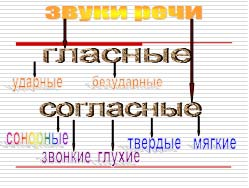 звуки речи
гласные
ударные безударные
согласные
сонорные твердые мягкие
звонкие глухие